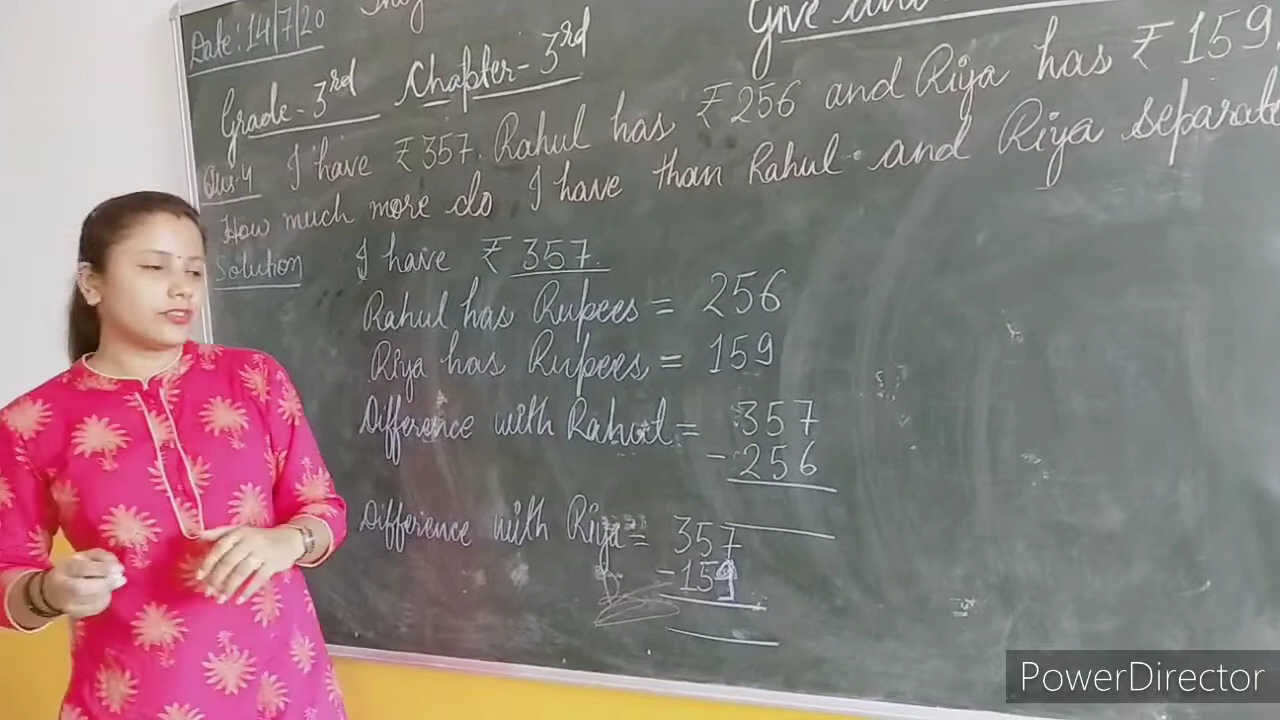 Date: 14/7/20 They
Give and
Grade - 3rd Chapter - 3rd
Ques-4 I have ₹ 357. Rahul has ₹ 256 and Riya has ₹ 159.
How much more do I have than Rahul and Riya separate
Solution I have ₹ 357.
Rahul has Rupees = 256
Riya has Rupees = 159
Difference with Rahul = 357
- 256
Difference with Riya = 357
- 159
PowerDirector